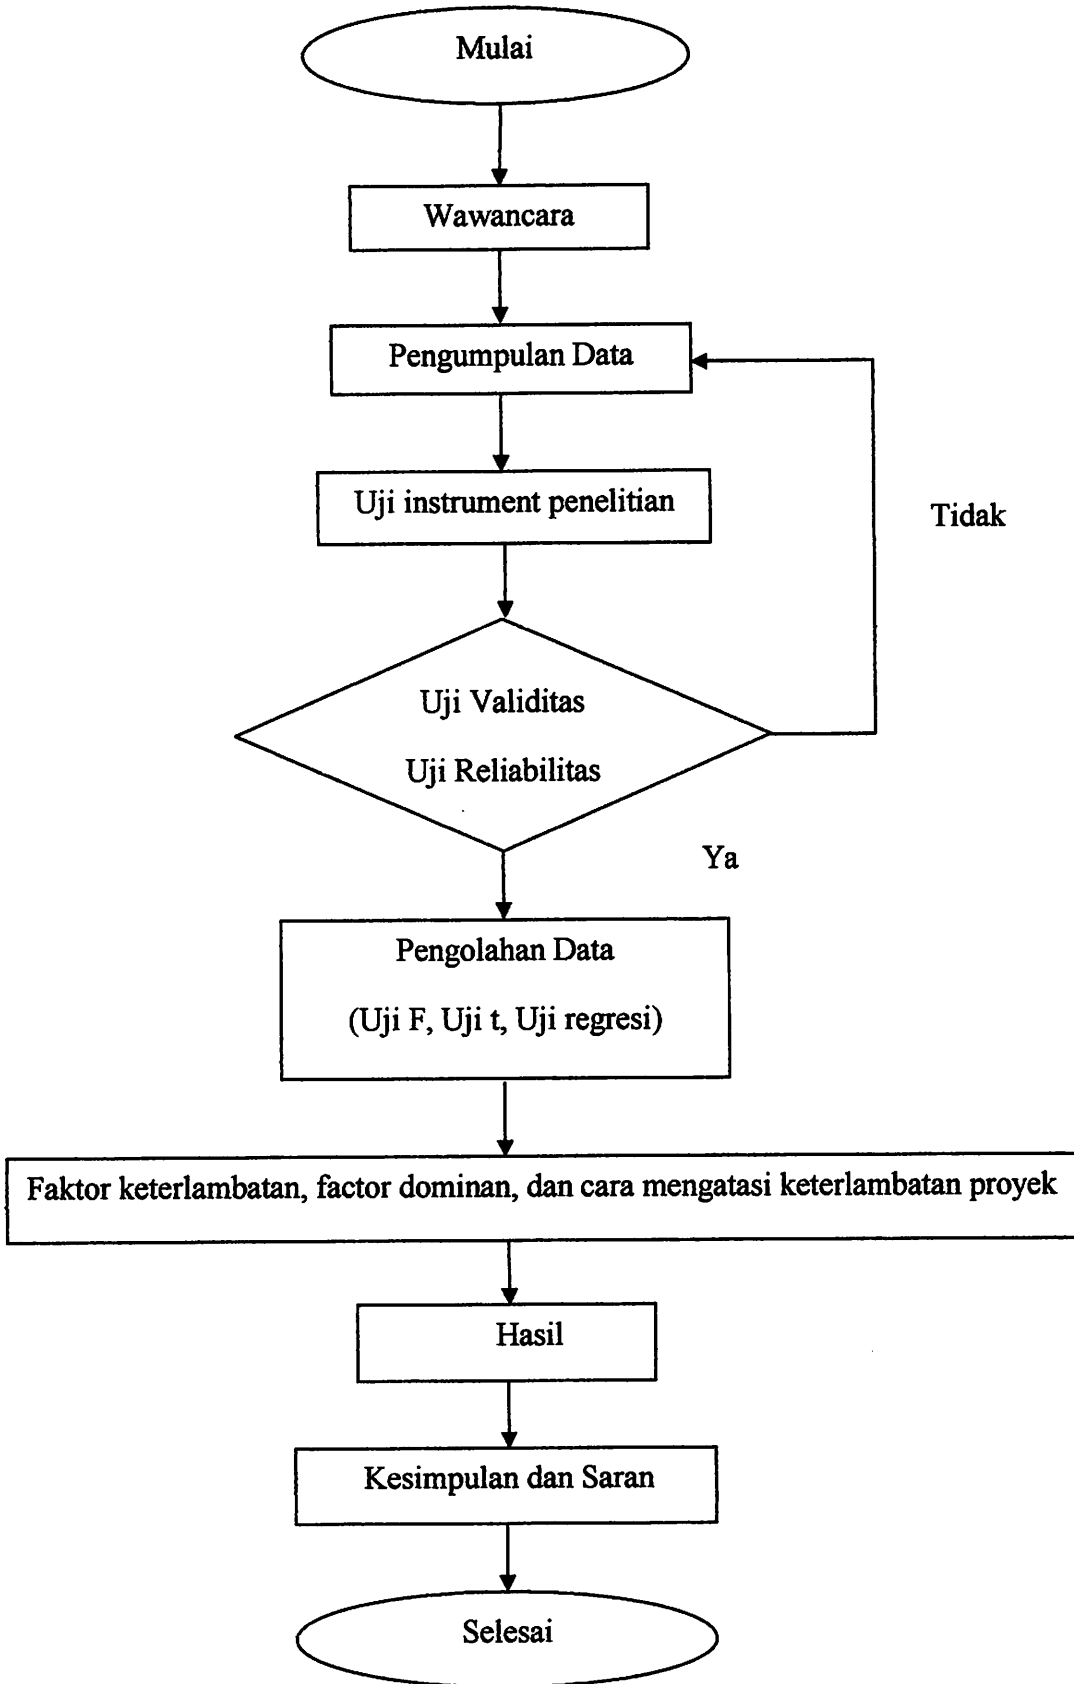 Mulai
Wawancara
Pengumpulan Data
Uji instrument penelitian
Tidak
Uji Validitas
Uji Reliabilitas
Ya
Pengolahan Data
(Uji F, Uji t, Uji regresi)
Faktor keterlambatan, factor dominan, dan cara mengatasi keterlambatan proyek
Hasil
Kesimpulan dan Saran
Selesai